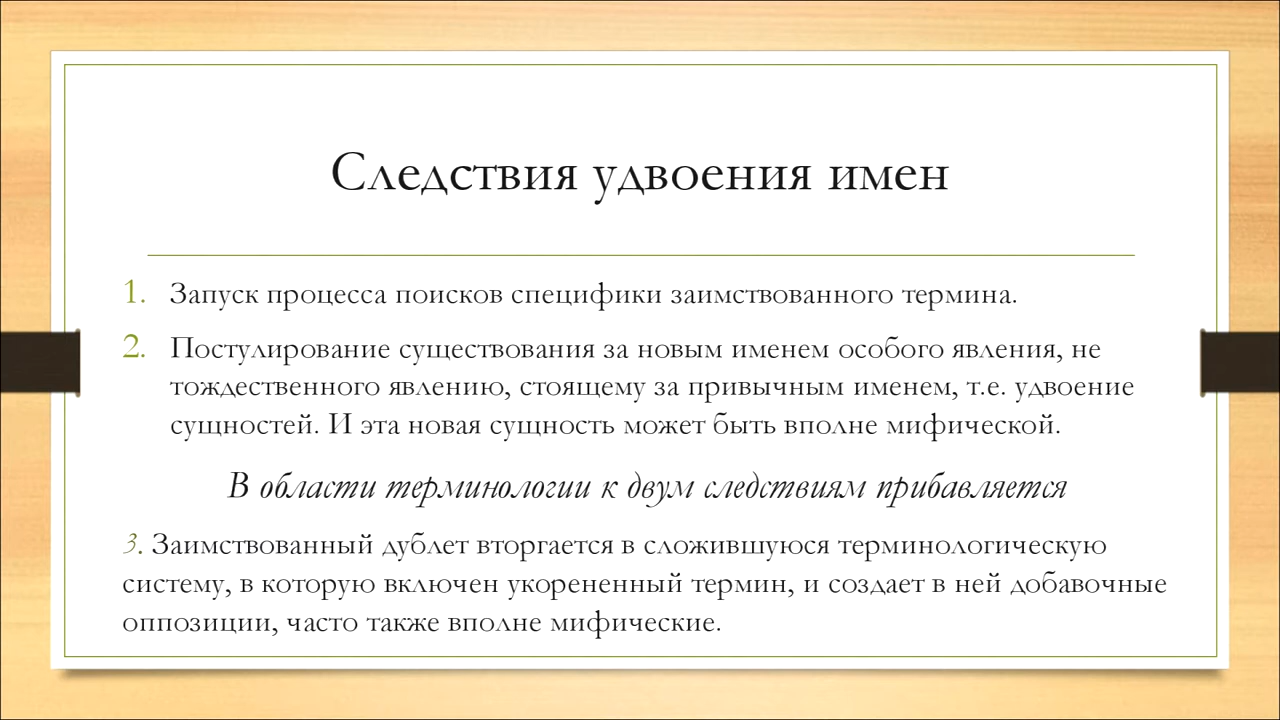 Следствия удвоения имен
1. Запуск процесса поисков специфики заимствованного термина.
2. Постулирование существования за новым именем особого явления, не
тождественного явлению, стоящему за привычным именем, т.е. удвоение
сущностей. И эта новая сущность может быть вполне мифической.
В области терминологии к двум следствиям прибавляется
3. Заимствованный дублет вторгается в сложившуюся терминологическую
систему, в которую включен укорененный термин, и создает в ней добавочные
оппозиции, часто также вполне мифические.